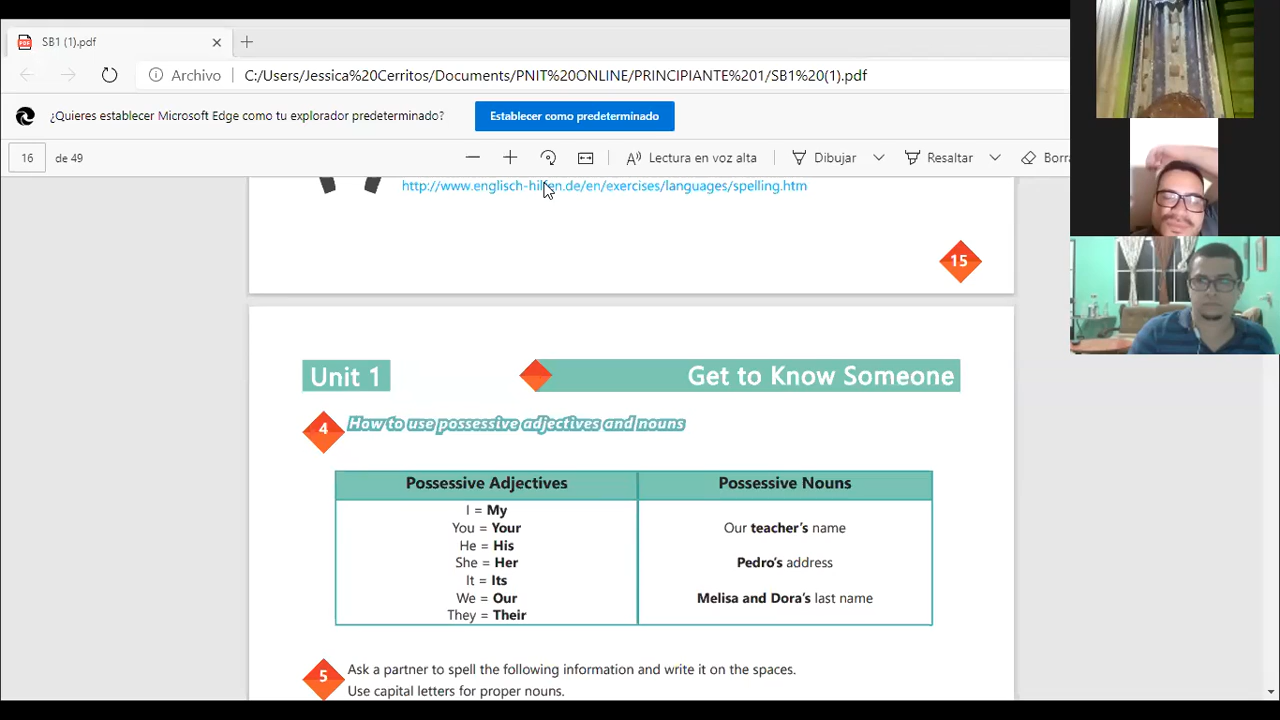 SB1 (1).pdf
Archivo C:/Users/Jessica%20Cerritos/Documents/PNIT%20ONLINE/PRINCIPIANTE%201/SB1%20(1).pdf
¿Quieres establecer Microsoft Edge como tu explorador predeterminado? Establecer como predeterminado
16 de 49 Lectura en voz alta Dibujar Resaltar Borra
http://www.englisch-hilfen.de/en/exercises/languages/spelling.htm
15
Unit 1 Get to Know Someone
4 How to use possessive adjectives and nouns
Possessive Adjectives Possessive Nouns
I = My
You = Your Our teacher's name
He = His
She = Her Pedro's address
It = Its
We = Our Melisa and Dora's last name
They = Their
5 Ask a partner to spell the following information and write it on the spaces.
Use capital letters for proper nouns.